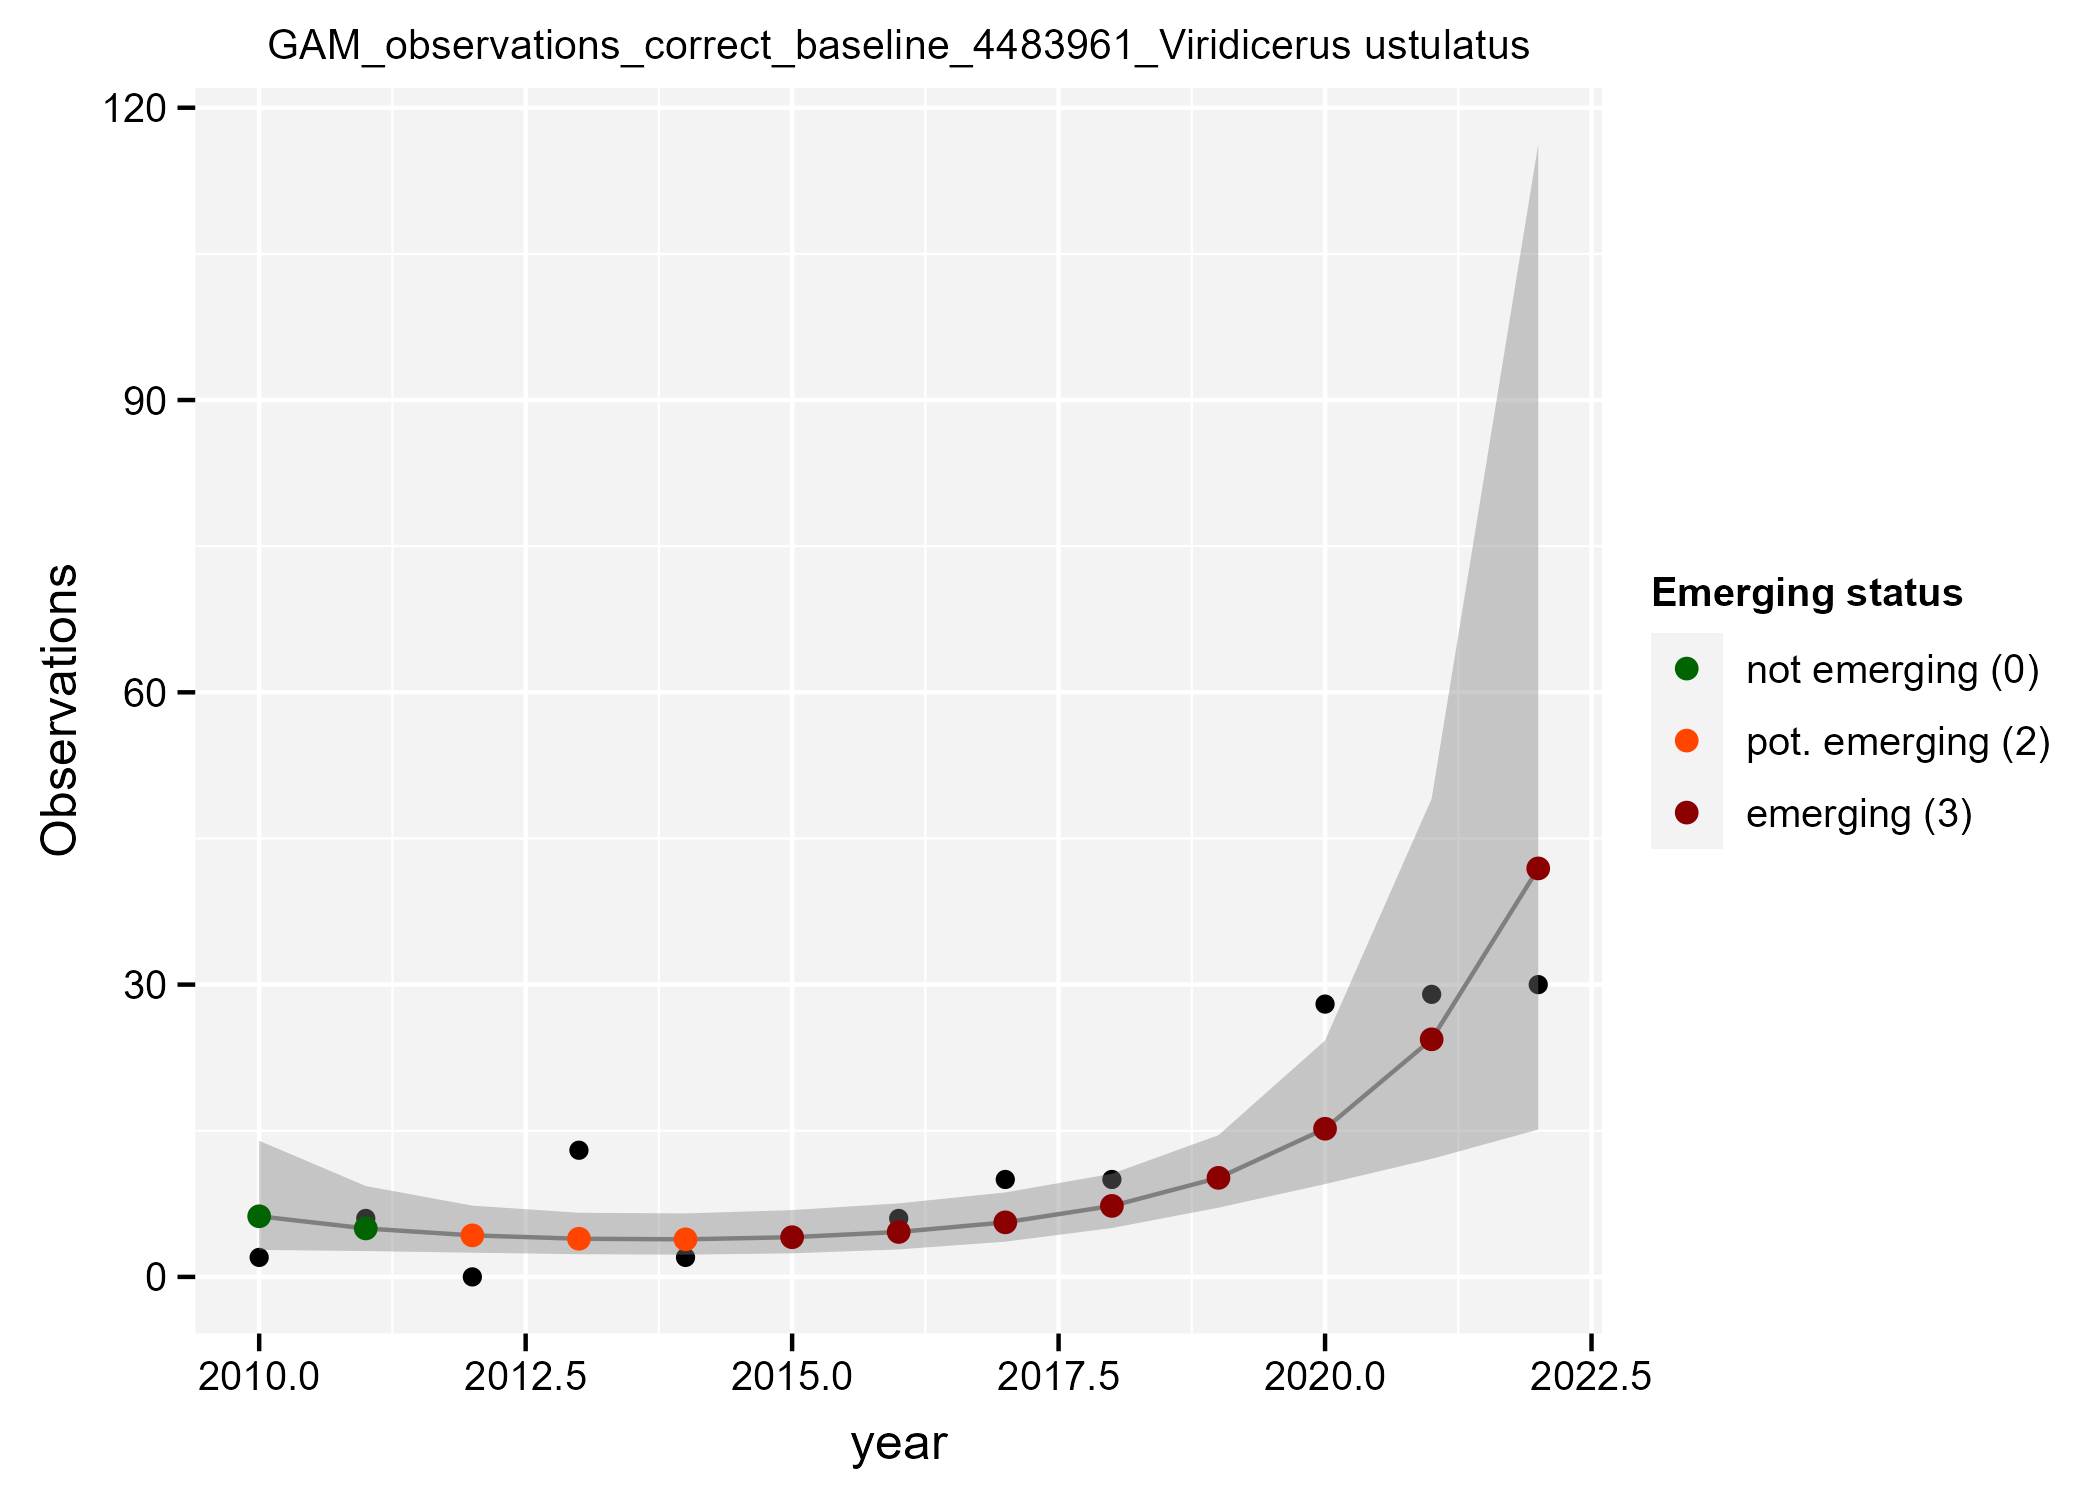 GAM_observations_correct_baseline_4483961_Viridicerus ustulatus
120
90
60
30
0
Observations
2010.0 2012.5 2015.0 2017.5 2020.0 2022.5
year
Emerging status
not emerging (0)
pot. emerging (2)
emerging (3)